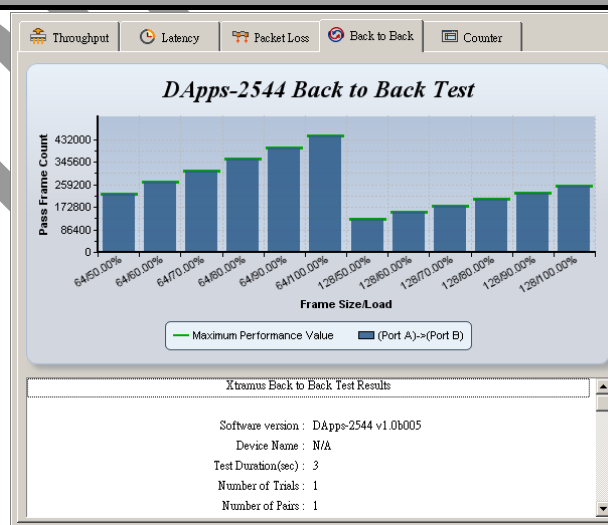 Throughput
Latency
Packet Loss
Back to Back
Counter
DApps-2544 Back to Back Test
Pass Frame Count
432000
345600
259200
172800
86400
0
64/50.00%
64/60.00%
64/70.00%
64/80.00%
64/90.00%
64/100.00%
128/50.00%
128/60.00%
128/70.00%
128/80.00%
128/90.00%
128/100.00%
Frame Size/Load
Maximum Performance Value
(Port A)->(Port B)
Xtramus Back to Back Test Results
Software version : DApps-2544 v1.0b005
Device Name : N/A
Test Duration(sec) : 3
Number of Trials : 1
Number of Pairs : 1